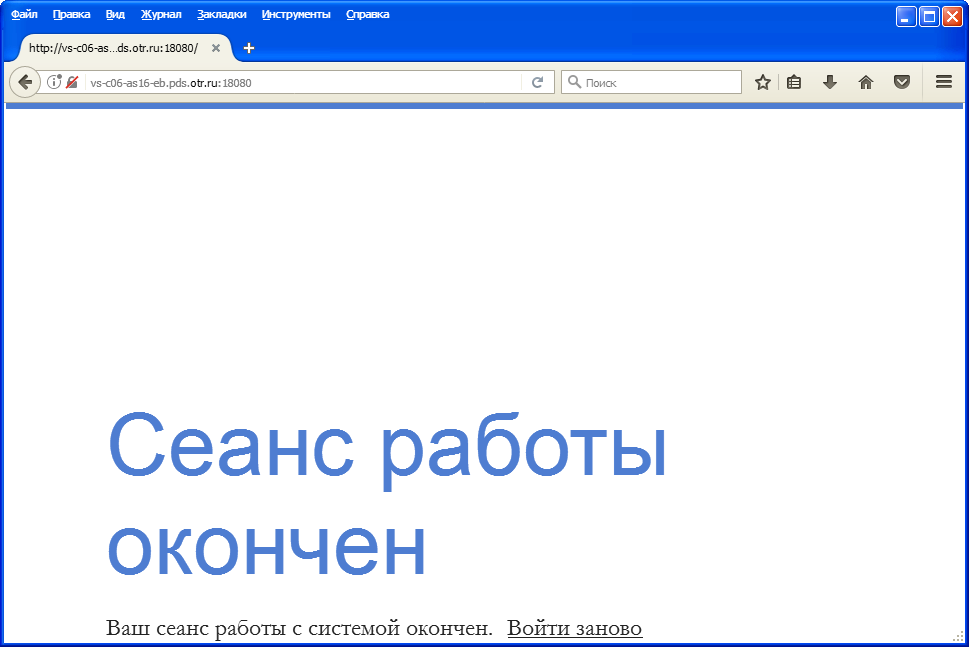 Файл Правка Вид Журнал Закладки Инструменты Справка
http://vs-c06-as...ds.otr.ru:18080/
vs-c06-as16-eb.pds.otr.ru:18080 Поиск
Сеанс работы
окончен
Ваш сеанс работы с системой окончен. Войти заново